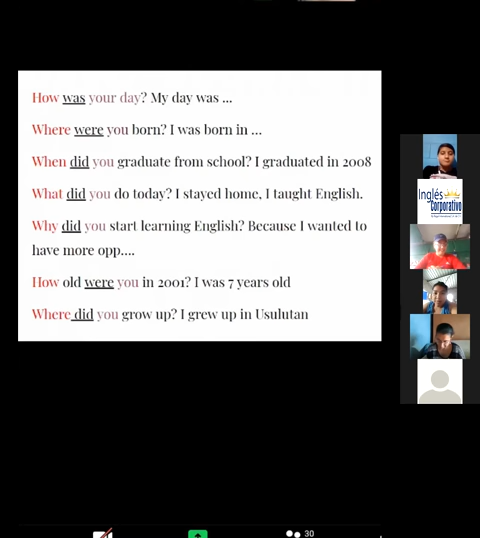 How was your day? My day was ...
Where were you born? I was born in ...
When did you graduate from school? I graduated in 2008
What did you do today? I stayed home, I taught English.
Why did you start learning English? Because I wanted to
have more opp....
How old were you in 2001? I was 7 years old
Where did you grow up? I grew up in Usulutan
Inglés
Corporativo
30